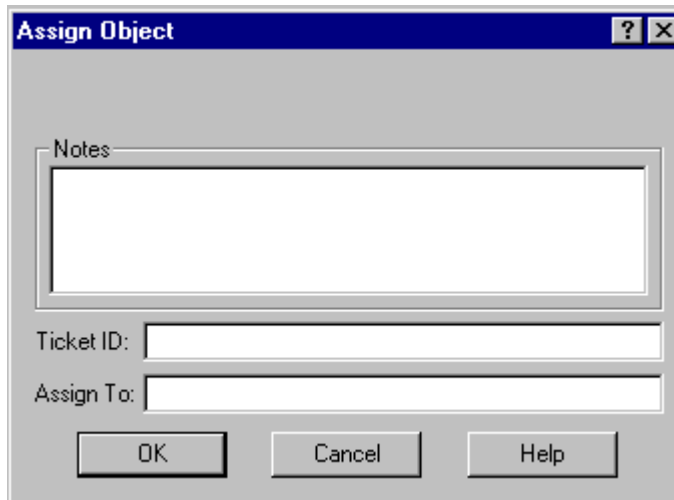 Assign Object
Notes
Ticket ID:
Assign To:
OK Cancel Help